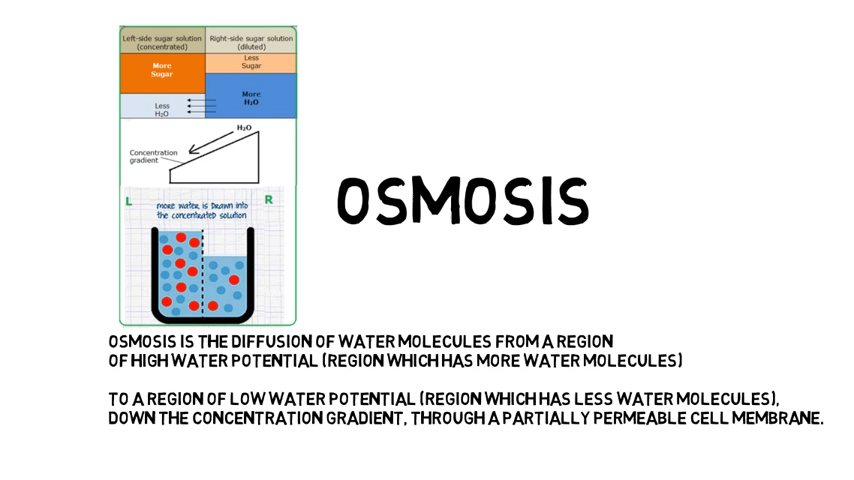 Left-side sugar solution
(concentrated)
Right-side sugar solution
(diluted)
More
Sugar
Less
Sugar
Less
H₂O
More
H₂O
H₂O
Concentration
gradient
L
R
more water is drawn into
the concentrated solution
OSMOSIS
OSMOSIS IS THE DIFFUSION OF WATER MOLECULES FROM A REGION
OF HIGH WATER POTENTIAL (REGION WHICH HAS MORE WATER MOLECULES)
TO A REGION OF LOW WATER POTENTIAL (REGION WHICH HAS LESS WATER MOLECULES),
DOWN THE CONCENTRATION GRADIENT, THROUGH A PARTIALLY PERMEABLE CELL MEMBRANE.